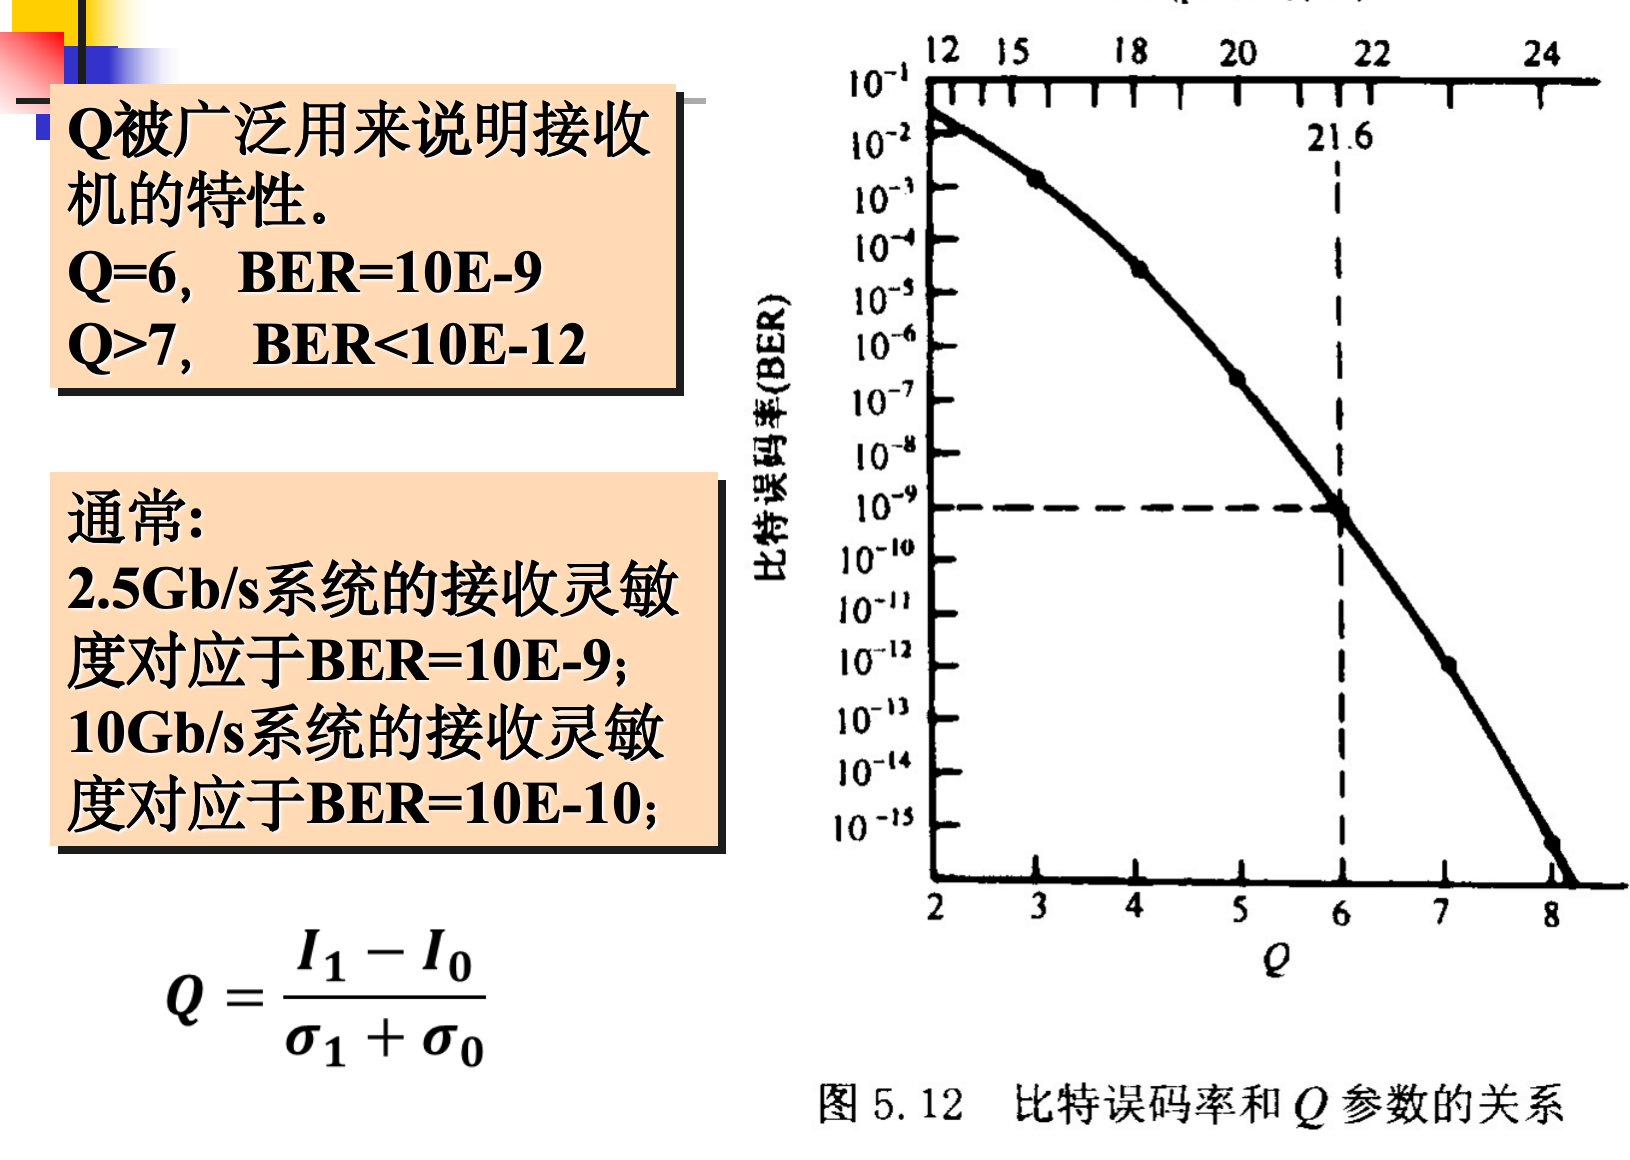 Q被广泛用来说明接收
机的特性.
Q=6, BER=10E-9
Q>7, BER<10E-12
通常:
2.5Gb/s系统的接收灵敏
度对应于BER=10E-9;
10Gb/s系统的接收灵敏
度对应于BER=10E-10;
Q = (I₁ − I₀) / (σ₁ + σ₀)
12 15 18 20 22 24
21.6
10⁻¹
10⁻²
10⁻³
10⁻⁴
10⁻⁵
10⁻⁶
10⁻⁷
10⁻⁸
10⁻⁹
10⁻¹⁰
10⁻¹¹
10⁻¹²
10⁻¹³
10⁻¹⁴
10⁻¹⁵
比特误码率(BER)
2 3 4 5 6 7 8
Q
图 5.12 比特误码率和 Q 参数的关系